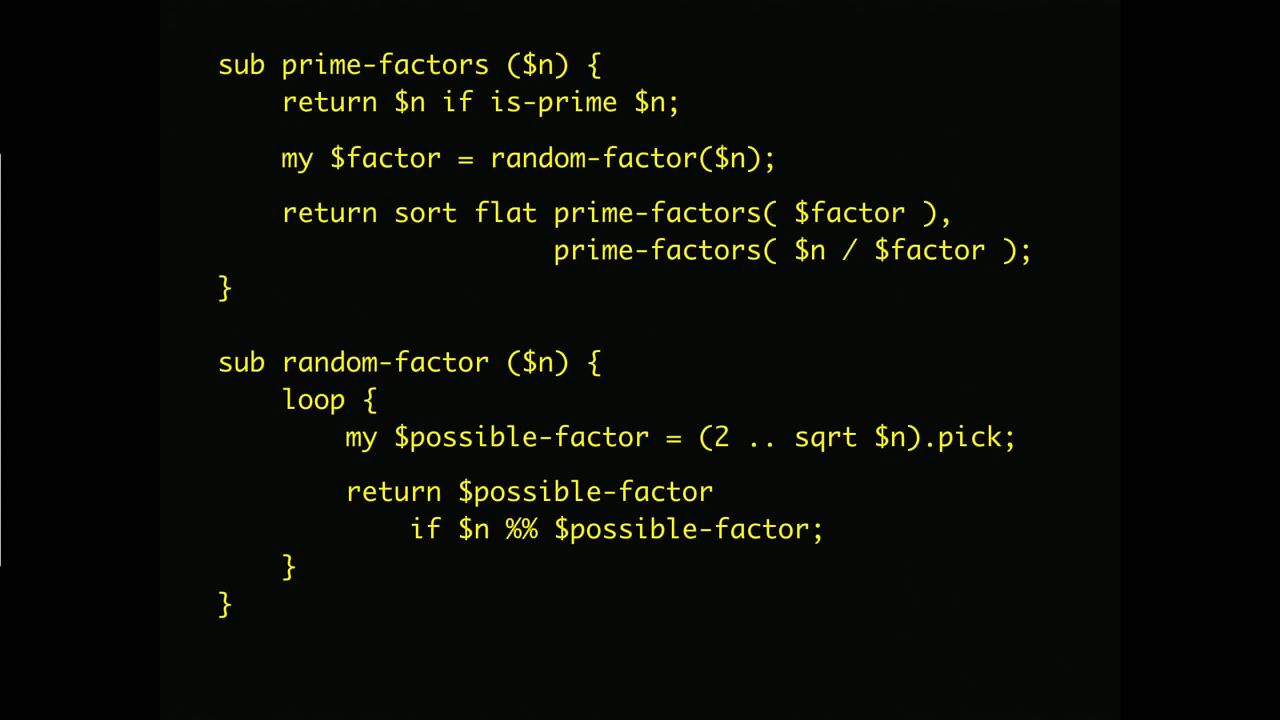 sub prime-factors ($n) {
    return $n if is-prime $n;
    my $factor = random-factor($n);
    return sort flat prime-factors( $factor ),
                     prime-factors( $n / $factor );
}
sub random-factor ($n) {
    loop {
        my $possible-factor = (2 .. sqrt $n).pick;
        return $possible-factor
            if $n %% $possible-factor;
    }
}